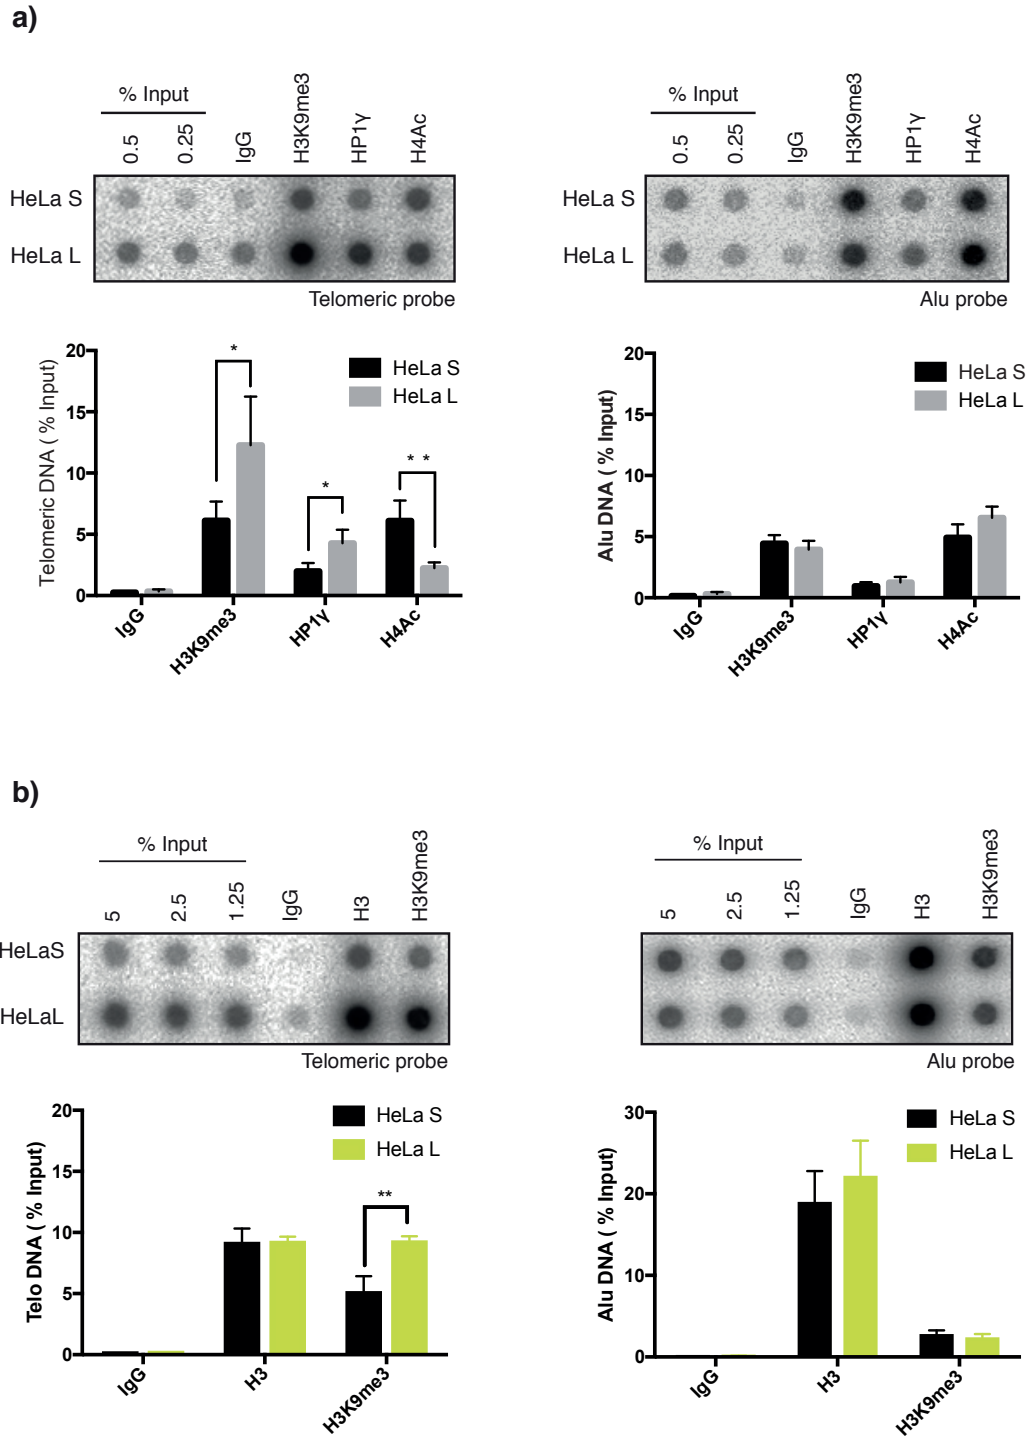 a)
% Input
0.5 0.25 IgG H3K9me3 HP1γ H4Ac
HeLa S
HeLa L
Telomeric probe
% Input
0.5 0.25 IgG H3K9me3 HP1γ H4Ac
HeLa S
HeLa L
Alu probe
Telomeric DNA ( % Input)
20
15
10
5
0
* * * *
HeLa S
HeLa L
IgG H3K9me3 HP1γ H4Ac
Alu DNA ( % Input)
20
15
10
5
0
HeLa S
HeLa L
IgG H3K9me3 HP1γ H4Ac
b)
% Input
5 2.5 1.25 IgG H3 H3K9me3
HeLaS
HeLaL
Telomeric probe
% Input
5 2.5 1.25 IgG H3 H3K9me3
Alu probe
Telo DNA ( % Input)
20
15
10
5
0
**
HeLa S
HeLa L
IgG H3 H3K9me3
Alu DNA ( % Input)
30
20
10
0
HeLa S
HeLa L
IgG H3 H3K9me3